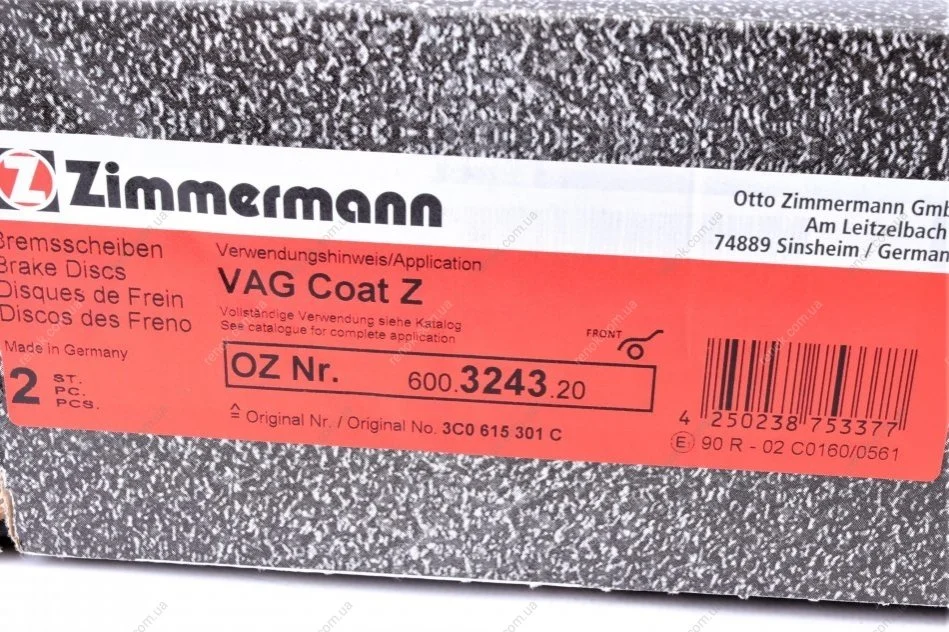 Z Zimmermann
Otto Zimmermann Gmb
Am Leitzelbach
74889 Sinsheim / German
Bremsscheiben
Brake Discs
Disques de Frein
Discos des Freno
Made in Germany
2 ST.
PC.
PCS.
Verwendungshinweis/Application
VAG Coat Z
Vollständige Verwendung siehe Katalog
See catalogue for complete application
FRONT
OZ Nr. 600.3243.20
≙ Original Nr. / Original No. 3C0 615 301 C
4 250238 753377
E1 90 R - 02 C0160/0561